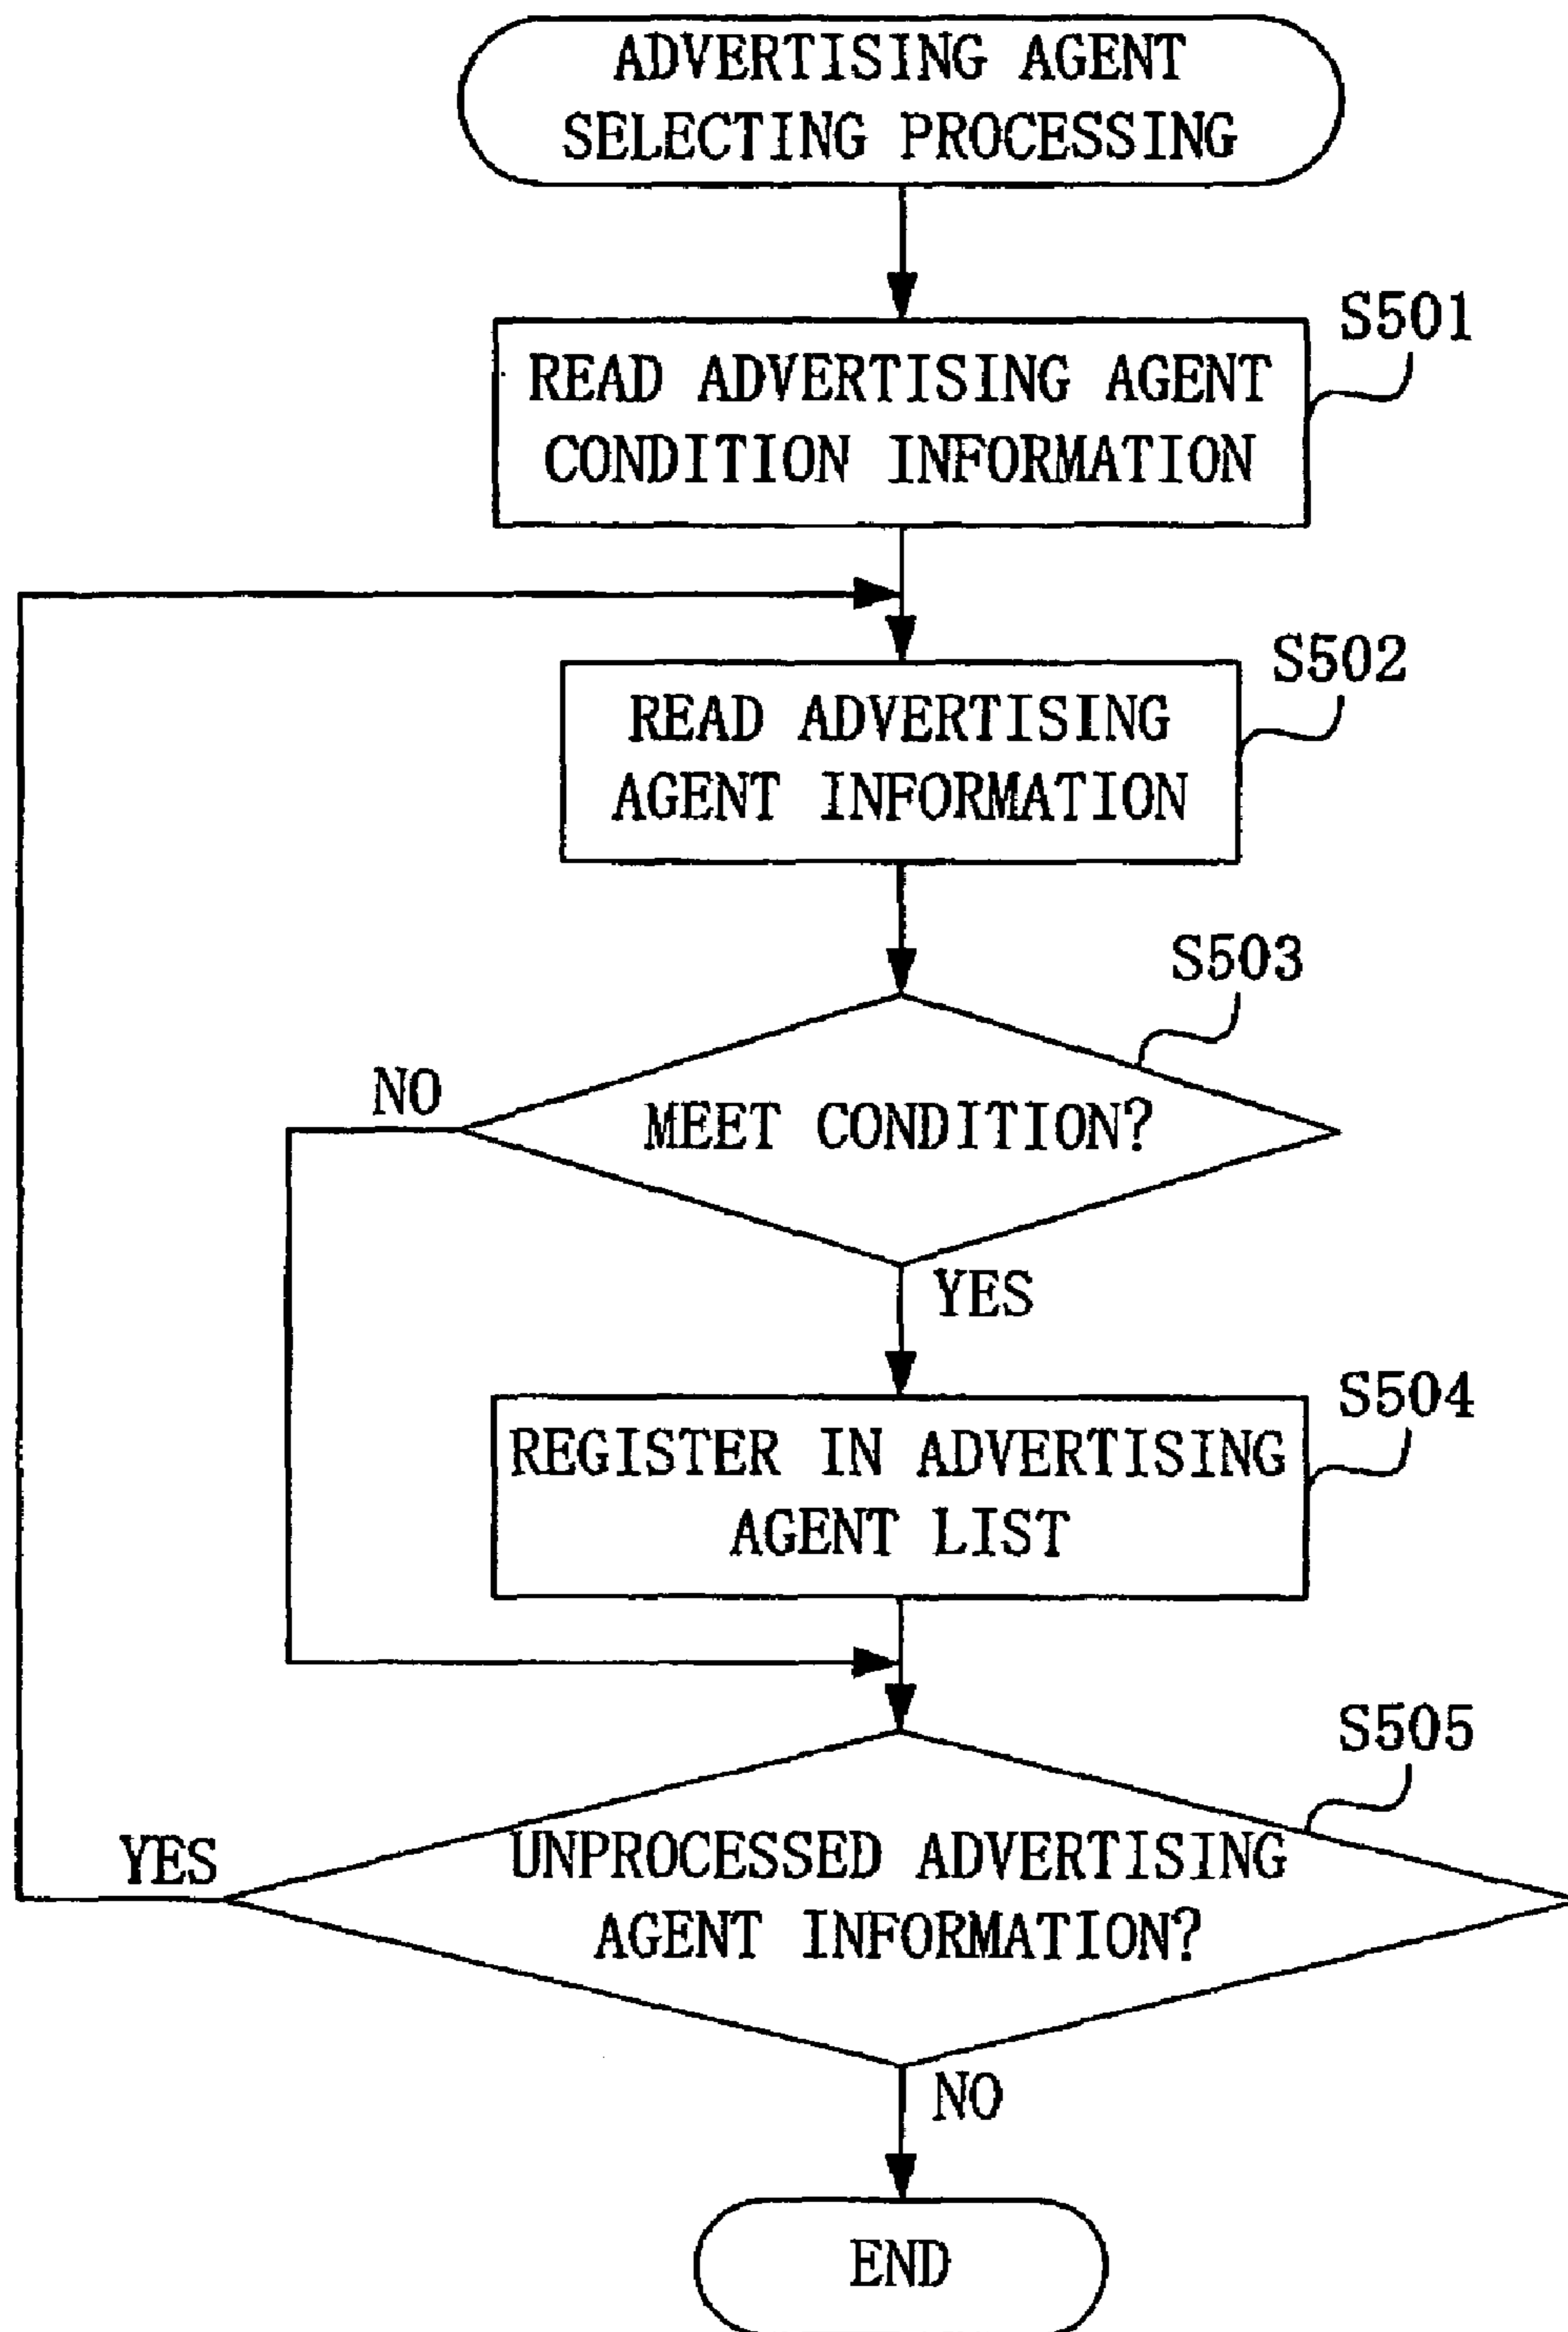 ADVERTISING AGENT
SELECTING PROCESSING
S501
READ ADVERTISING AGENT
CONDITION INFORMATION
S502
READ ADVERTISING
AGENT INFORMATION
S503
NO
MEET CONDITION?
YES
S504
REGISTER IN ADVERTISING
AGENT LIST
S505
YES
UNPROCESSED ADVERTISING
AGENT INFORMATION?
NO
END